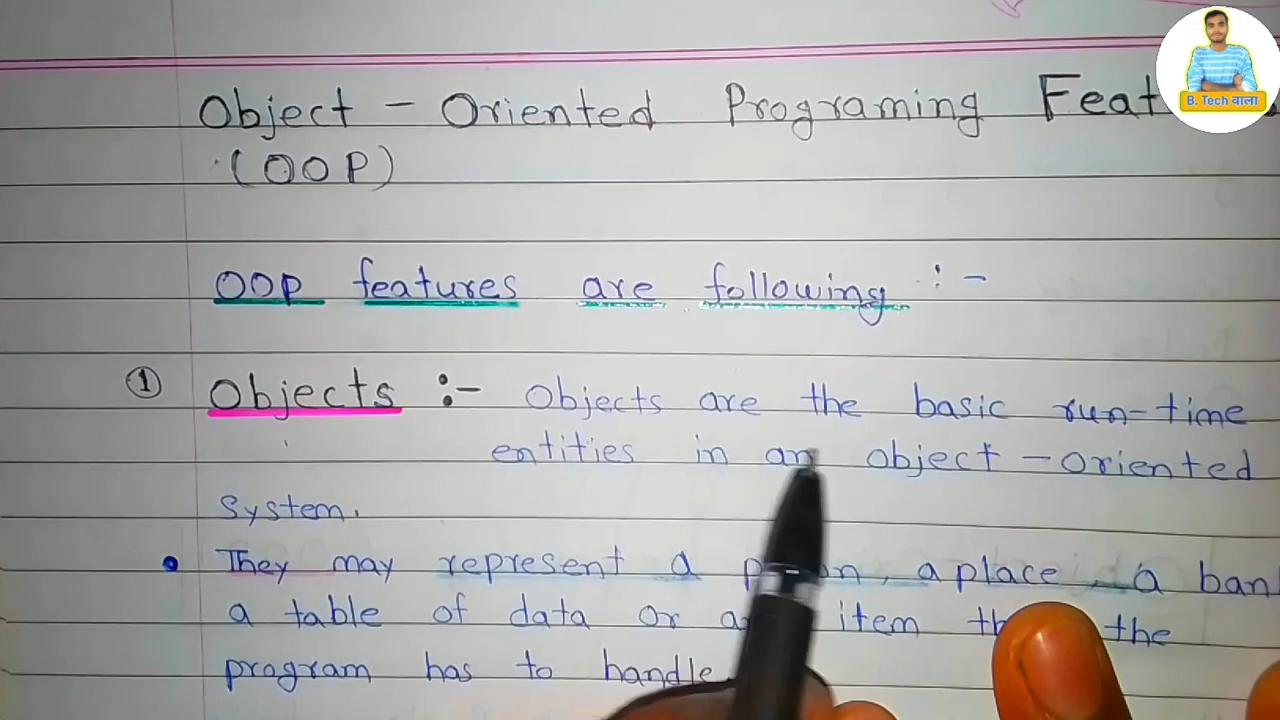 Object - Oriented Programing Feat
(OOP)
OOP features are following :-
① Objects :- Objects are the basic run-time
entities in an object-oriented
System.
• They may represent a a place, a ban
a table of data or item the
program has to handle
B. Tech वाला